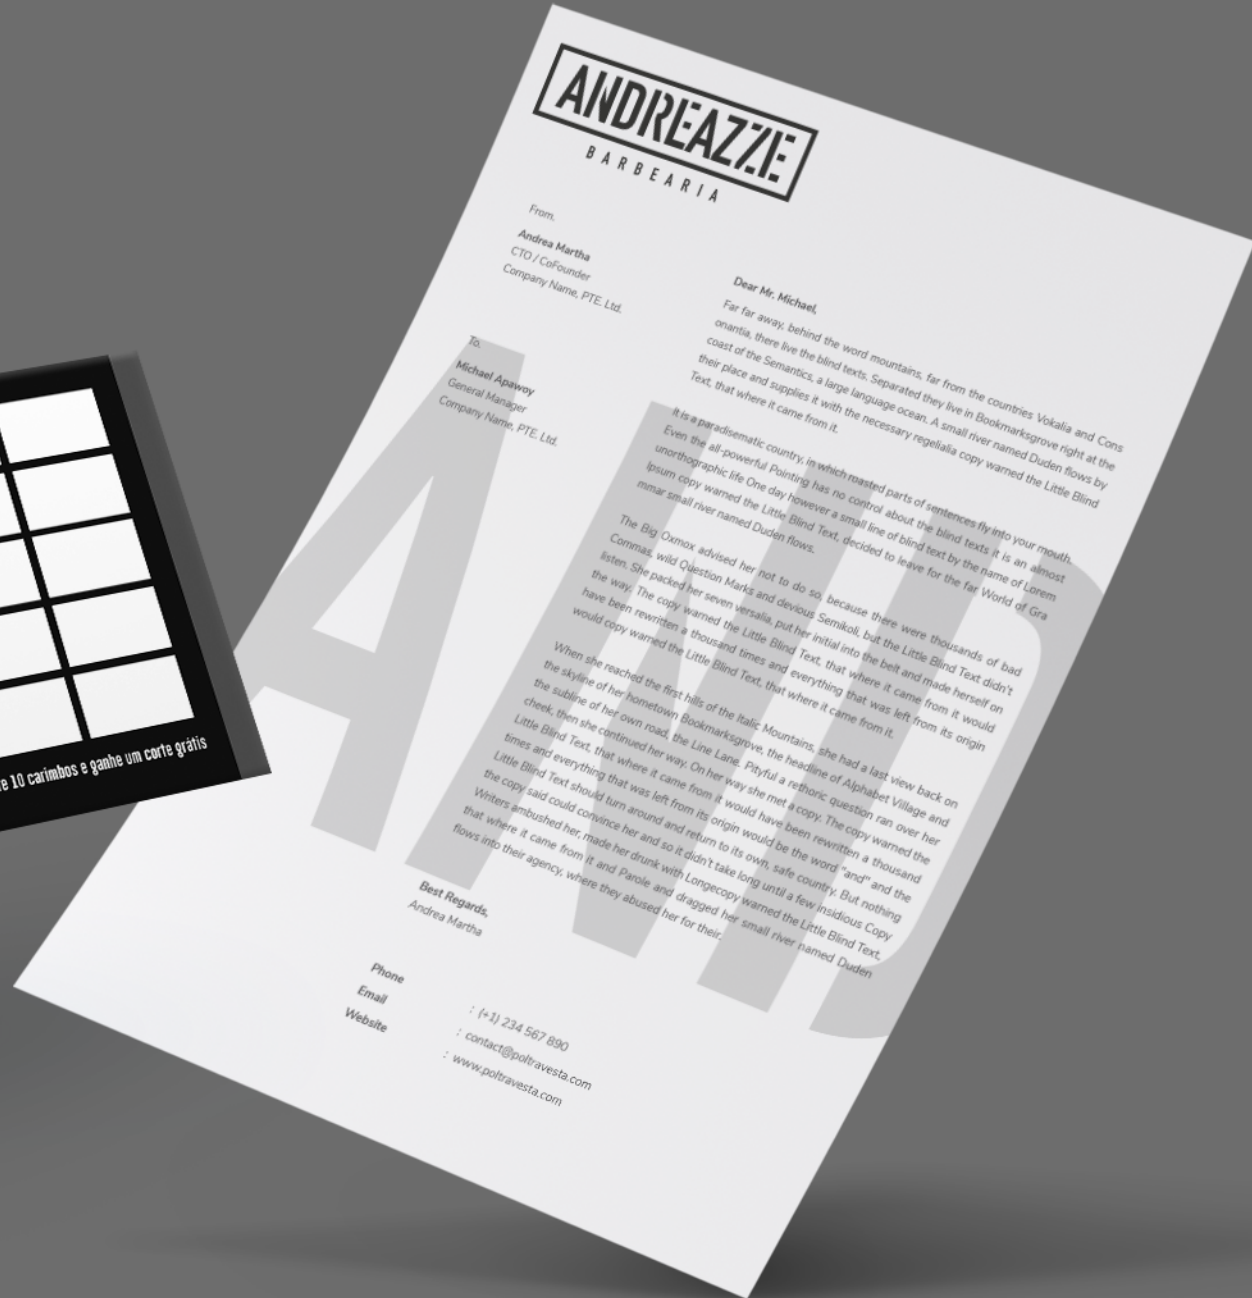 ANDREAZZE
BARBEARIA
From.
Andrea Martha
CTO / CoFounder
Company Name, PTE. Ltd.
To.
Michael Apawoy
General Manager
Company Name, PTE. Ltd.
Dear Mr. Michael,
Far far away, behind the word mountains, far from the countries Vokalia and Cons
onantia, there live the blind texts. Separated they live in Bookmarksgrove right at the
coast of the Semantics, a large language ocean. A small river named Duden flows by
their place and supplies it with the necessary regelialia copy warned the Little Blind
Text, that where it came from it.
It is a paradisematic country, in which roasted parts of sentences fly into your mouth.
Even the all-powerful Pointing has no control about the blind texts it is an almost
unorthographic life One day however a small line of blind text by the name of Lorem
Ipsum copy warned the Little Blind Text, decided to leave for the far World of Gra
mmar small river named Duden flows.
The Big Oxmox advised her not to do so, because there were thousands of bad
Commas, wild Question Marks and devious Semikoli, but the Little Blind Text didn't
listen. She packed her seven versalia, put her initial into the belt and made herself on
the way. The copy warned the Little Blind Text, that where it came from it would
have been rewritten a thousand times and everything that was left from its origin
would copy warned the Little Blind Text, that where it came from it.
When she reached the first hills of the Italic Mountains, she had a last view back on
the skyline of her hometown Bookmarksgrove, the headline of Alphabet Village and
the subline of her own road, the Line Lane. Pityful a rethoric question ran over her
cheek, then she continued her way. On her way she met a copy. The copy warned the
Little Blind Text, that where it came from it would have been rewritten a thousand
times and everything that was left from its origin would be the word "and" and the
Little Blind Text should turn around and return to its own, safe country. But nothing
the copy said could convince her and so it didn't take long until a few insidious Copy
Writers ambushed her, made her drunk with Longecopy warned the Little Blind Text,
that where it came from it and Parole and dragged her small river named Duden
flows into their agency, where they abused her for their.
Best Regards,
Andrea Martha
Phone : (+1) 234 567 890
Email : contact@poltravesta.com
Website : www.poltravesta.com
AND
10 carimbos e ganhe um corte grátis